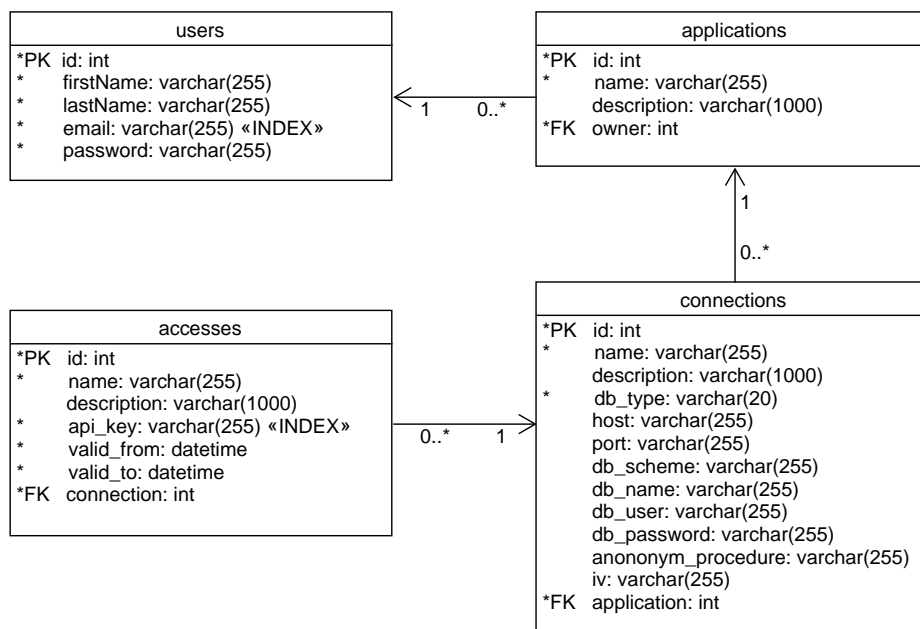 users
*PK id: int
* firstName: varchar(255)
* lastName: varchar(255)
* email: varchar(255) «INDEX»
* password: varchar(255)
1 0..*
applications
*PK id: int
* name: varchar(255)
description: varchar(1000)
*FK owner: int
1
0..*
accesses
*PK id: int
* name: varchar(255)
description: varchar(1000)
* api_key: varchar(255) «INDEX»
* valid_from: datetime
* valid_to: datetime
*FK connection: int
0..* 1
connections
*PK id: int
* name: varchar(255)
description: varchar(1000)
* db_type: varchar(20)
host: varchar(255)
port: varchar(255)
db_scheme: varchar(255)
db_name: varchar(255)
db_user: varchar(255)
db_password: varchar(255)
anononym_procedure: varchar(255)
iv: varchar(255)
*FK application: int